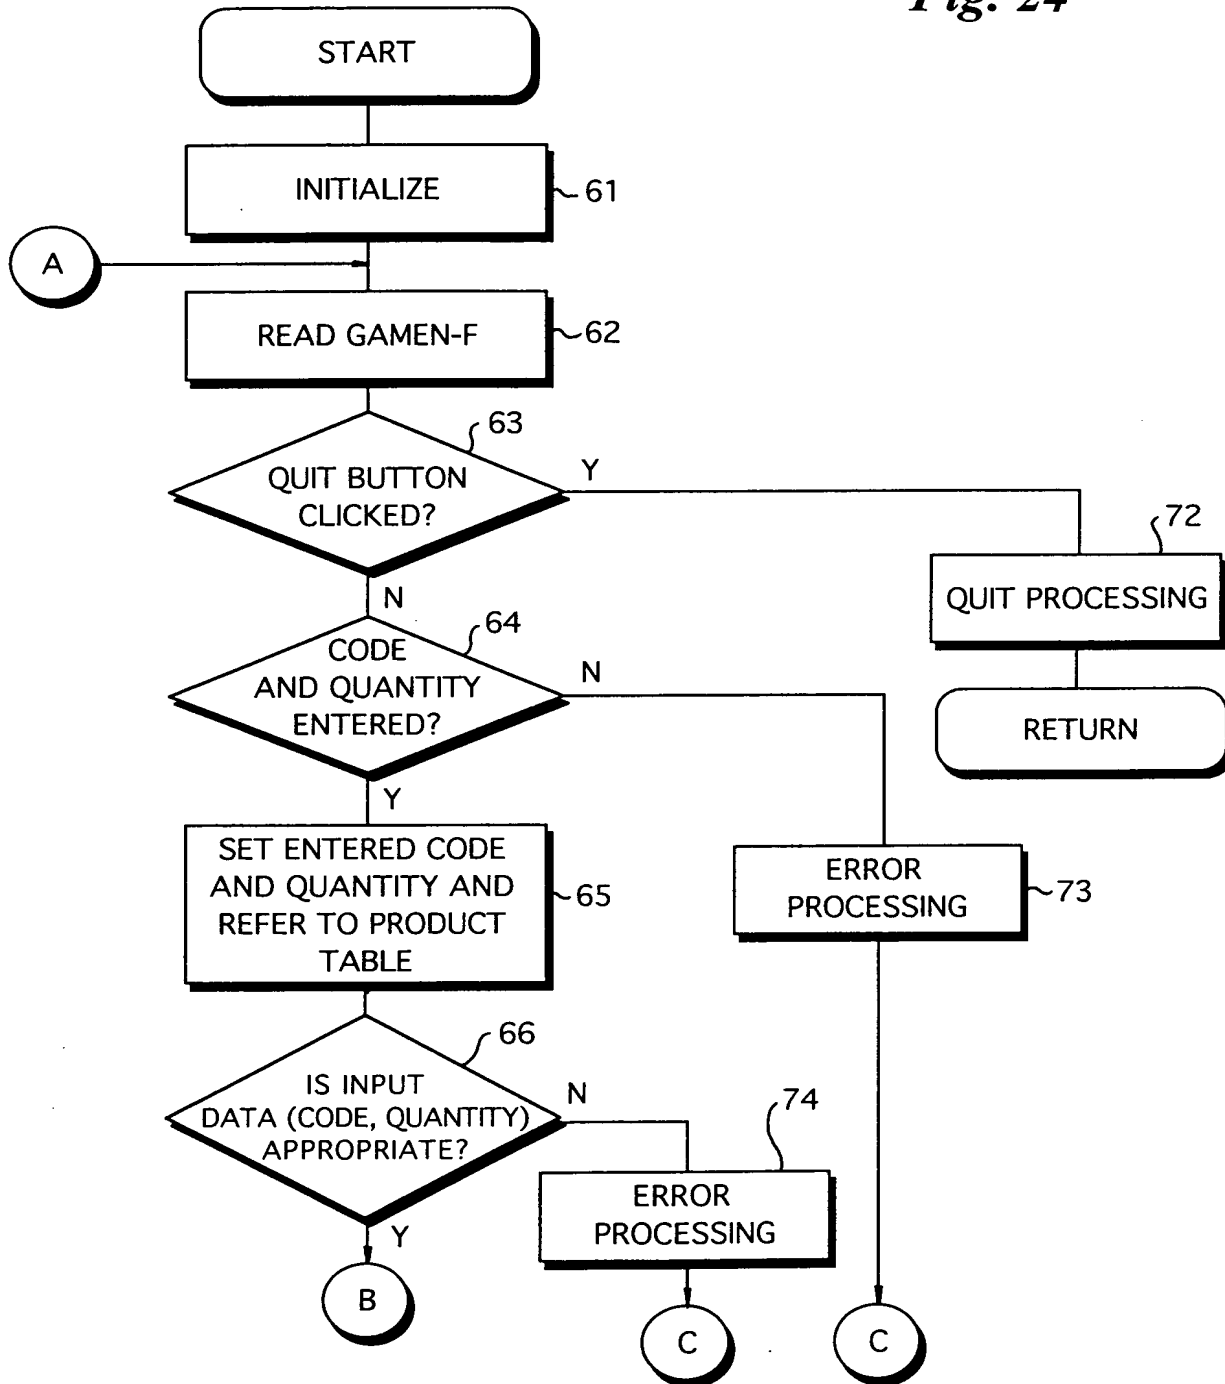 Fig. 24
START
INITIALIZE
61
A
READ GAMEN-F
62
63
QUIT BUTTON
CLICKED?
Y
N
72
QUIT PROCESSING
RETURN
64
CODE
AND QUANTITY
ENTERED?
N
Y
SET ENTERED CODE
AND QUANTITY AND
REFER TO PRODUCT
TABLE
65
ERROR
PROCESSING
73
66
IS INPUT
DATA (CODE, QUANTITY)
APPROPRIATE?
N
Y
74
ERROR
PROCESSING
B
C
C